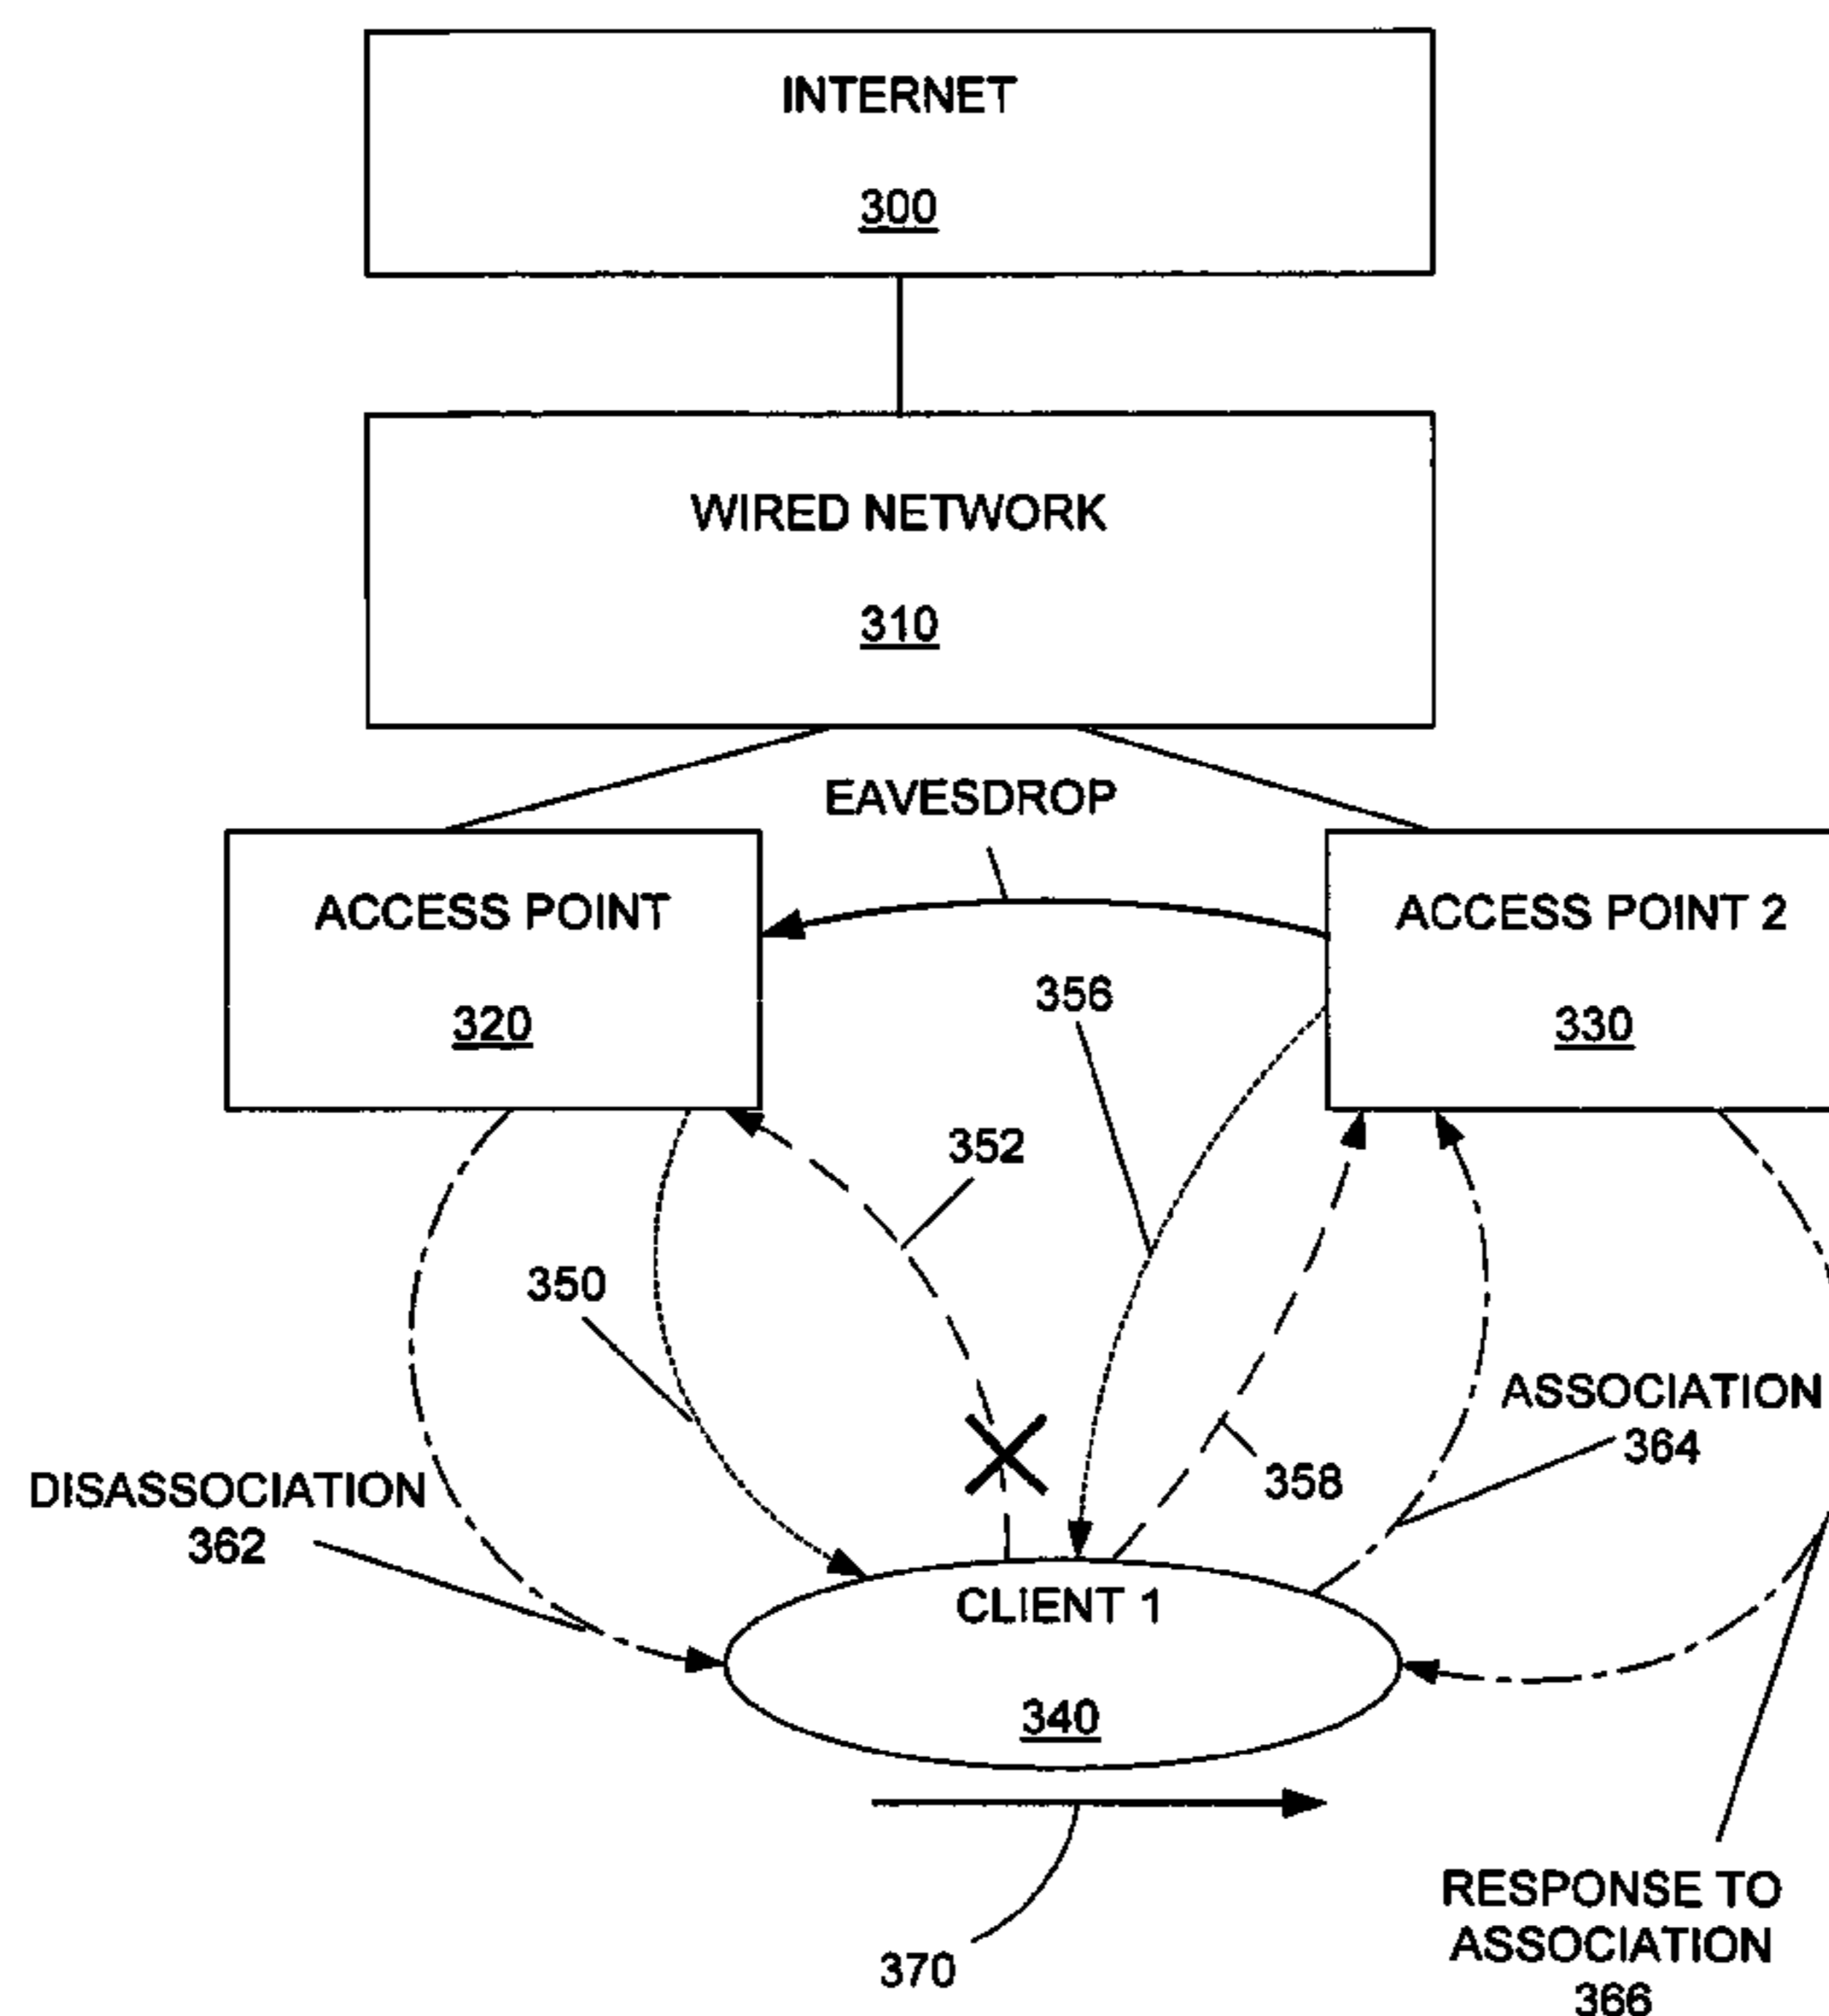 INTERNET
300
WIRED NETWORK
310
EAVESDROP
ACCESS POINT
320
ACCESS POINT 2
330
356
352
350
358
ASSOCIATION
364
DISASSOCIATION
362
CLIENT 1
340
370
RESPONSE TO
ASSOCIATION
366